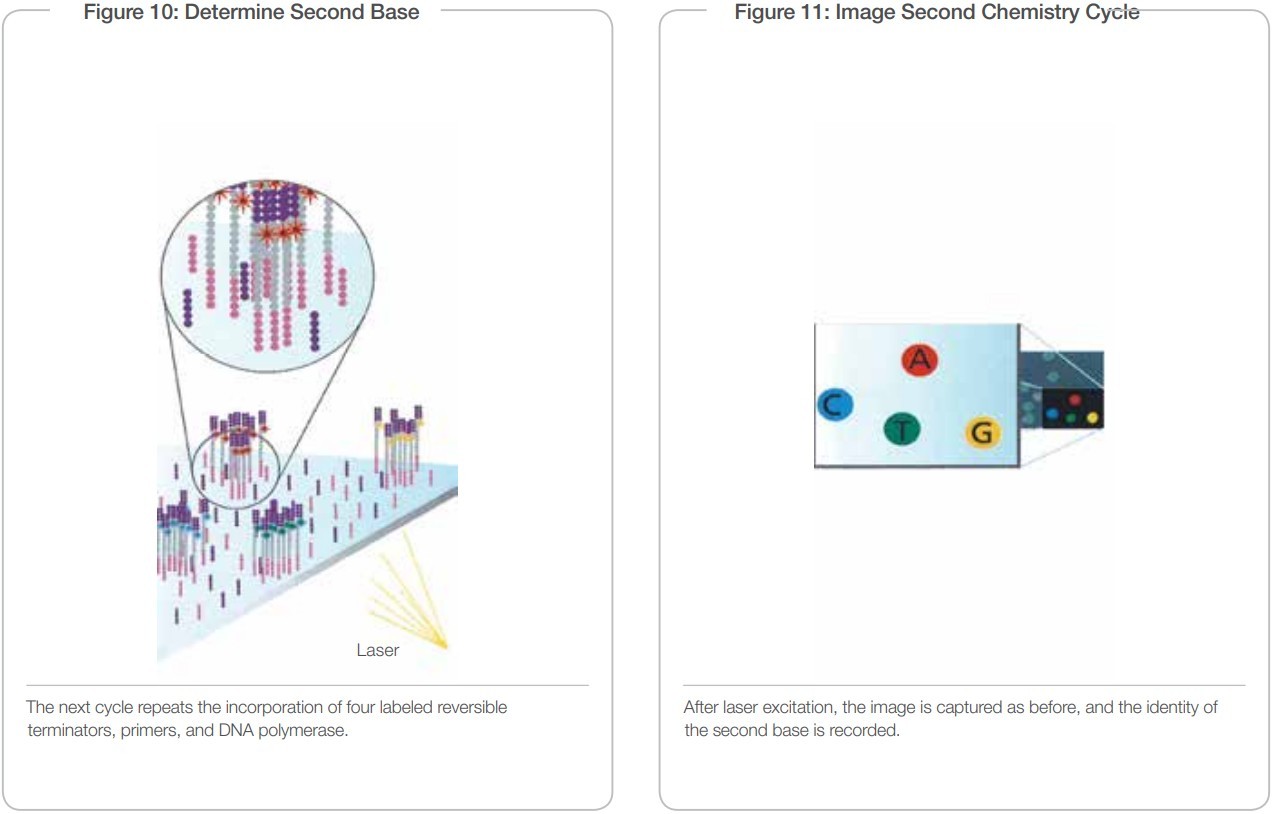 Figure 10: Determine Second Base
Laser
The next cycle repeats the incorporation of four labeled reversible
terminators, primers, and DNA polymerase.
Figure 11: Image Second Chemistry Cycle
A
C
T
G
After laser excitation, the image is captured as before, and the identity of
the second base is recorded.